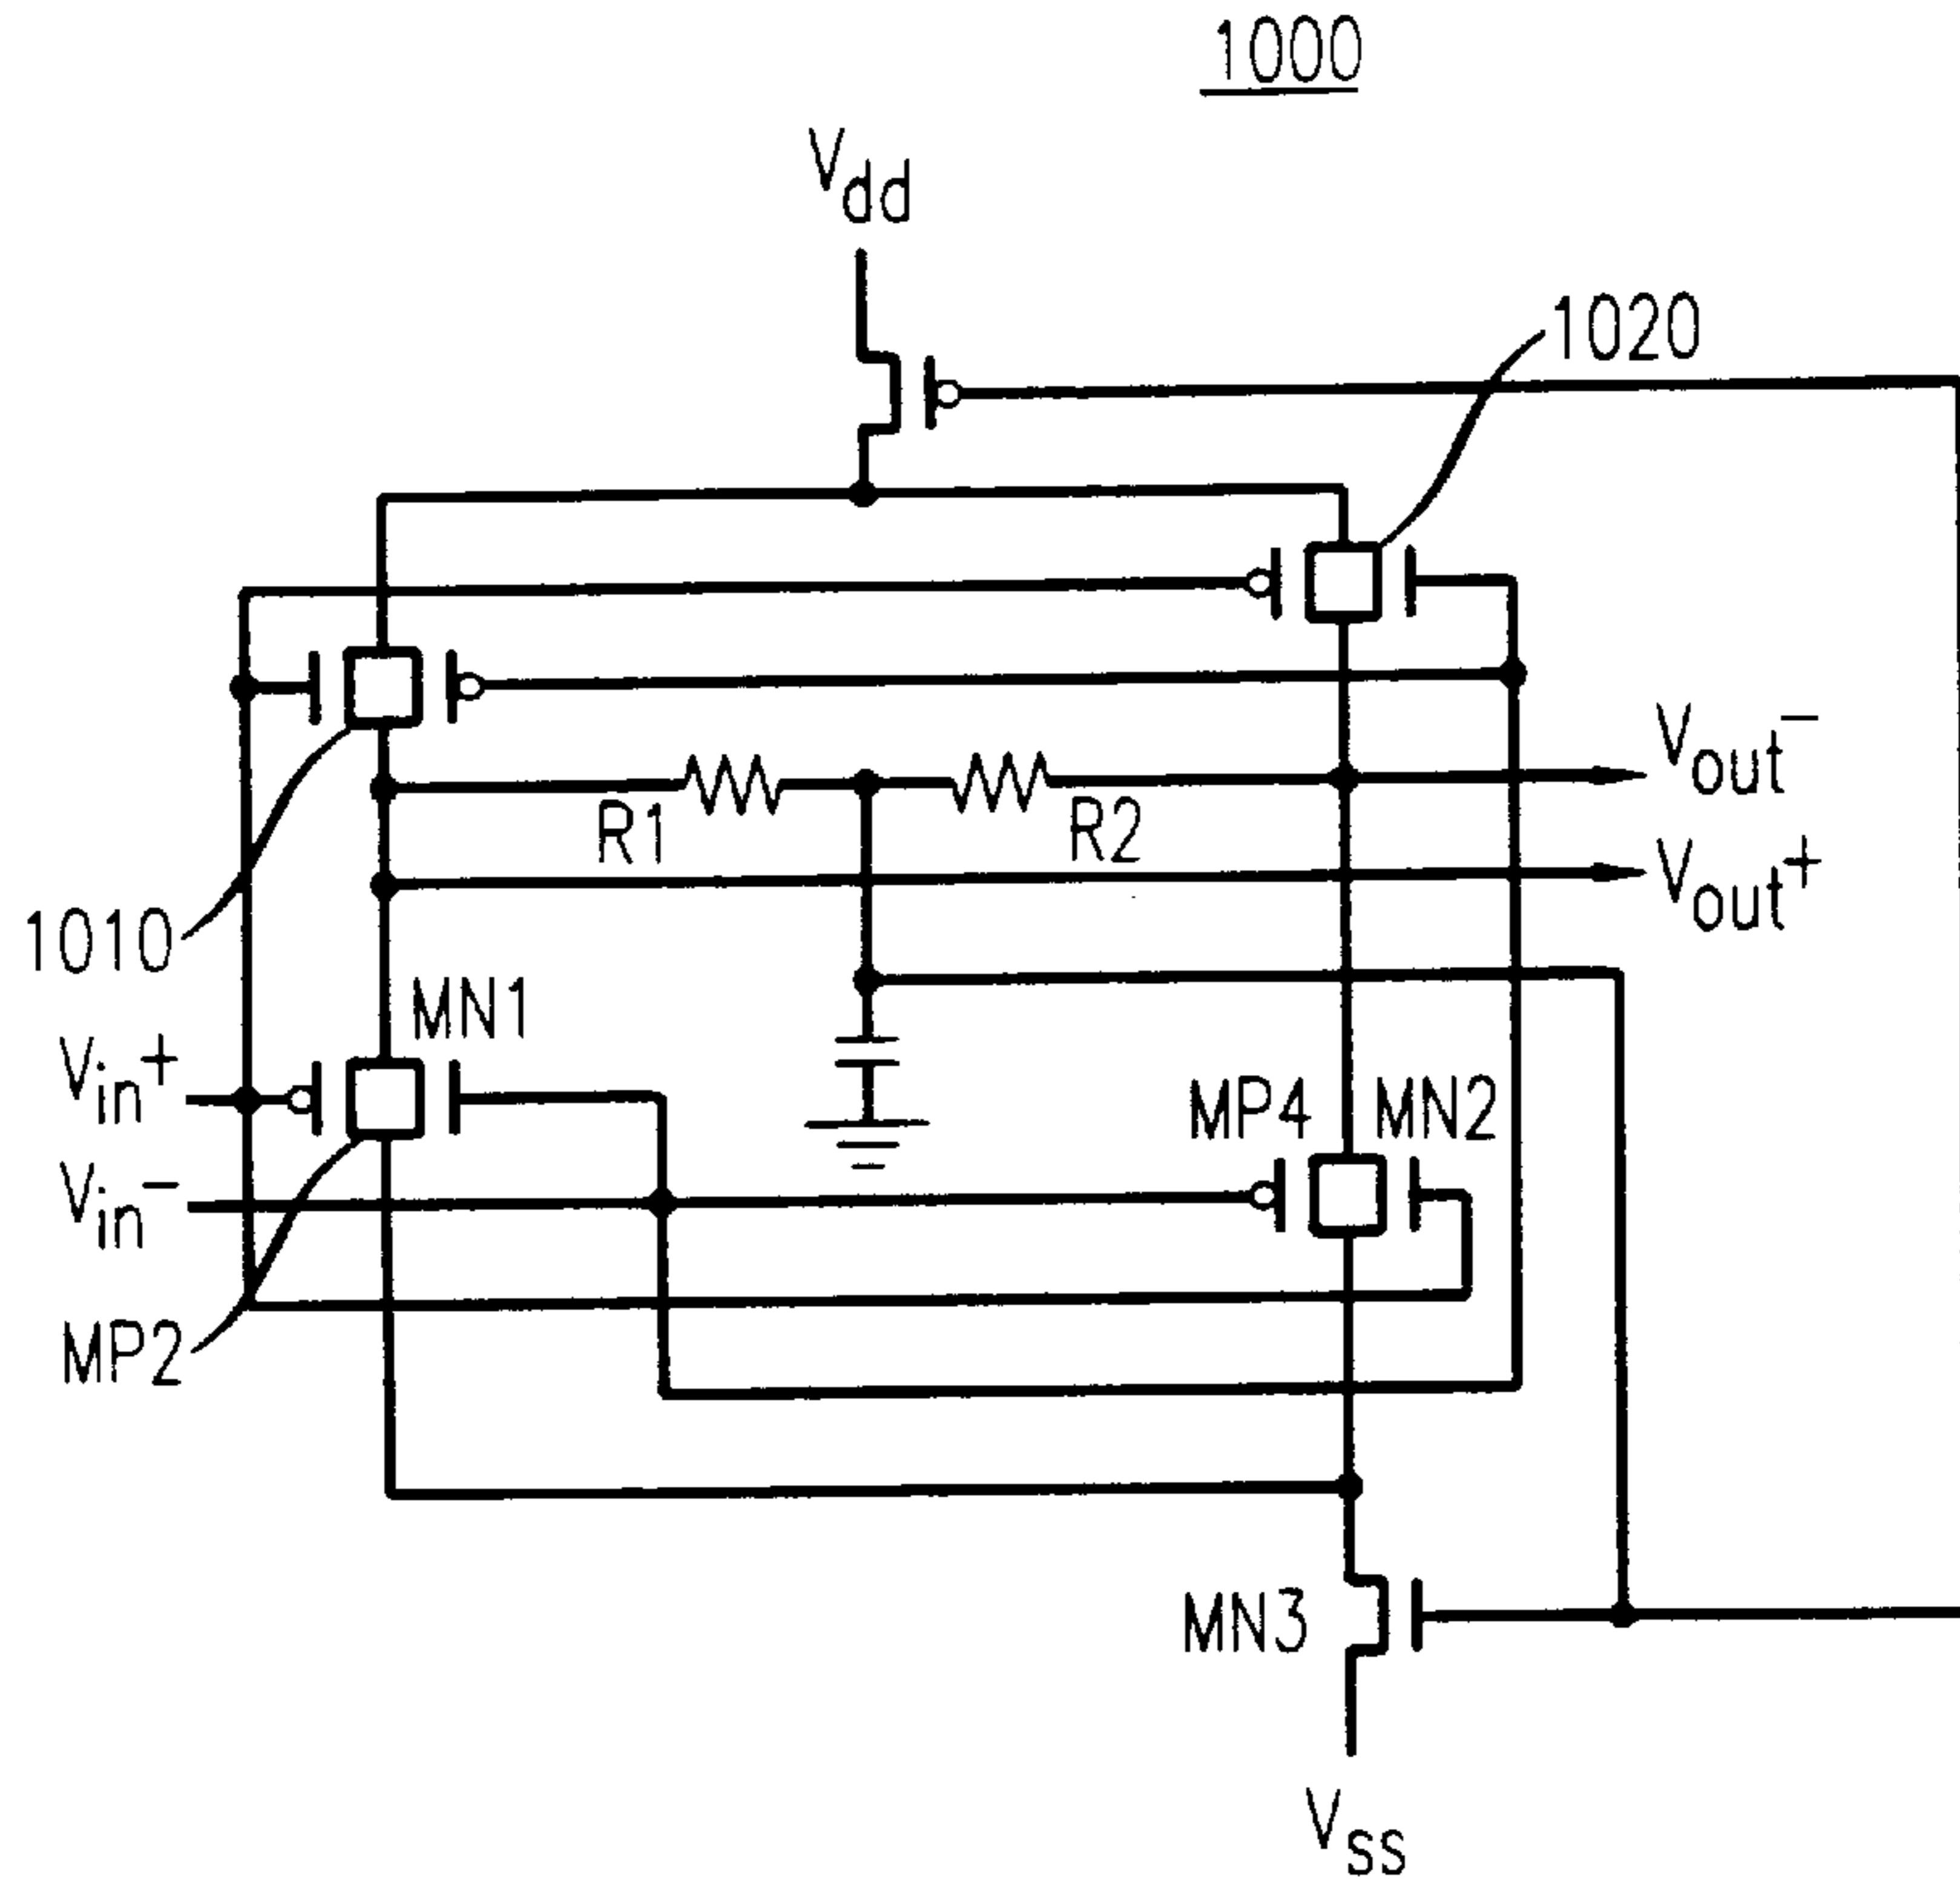 1000
Vdd
1020
Vout−
R1
R2
Vout+
1010
MN1
Vin+
MP4
MN2
Vin−
MP2
MN3
Vss